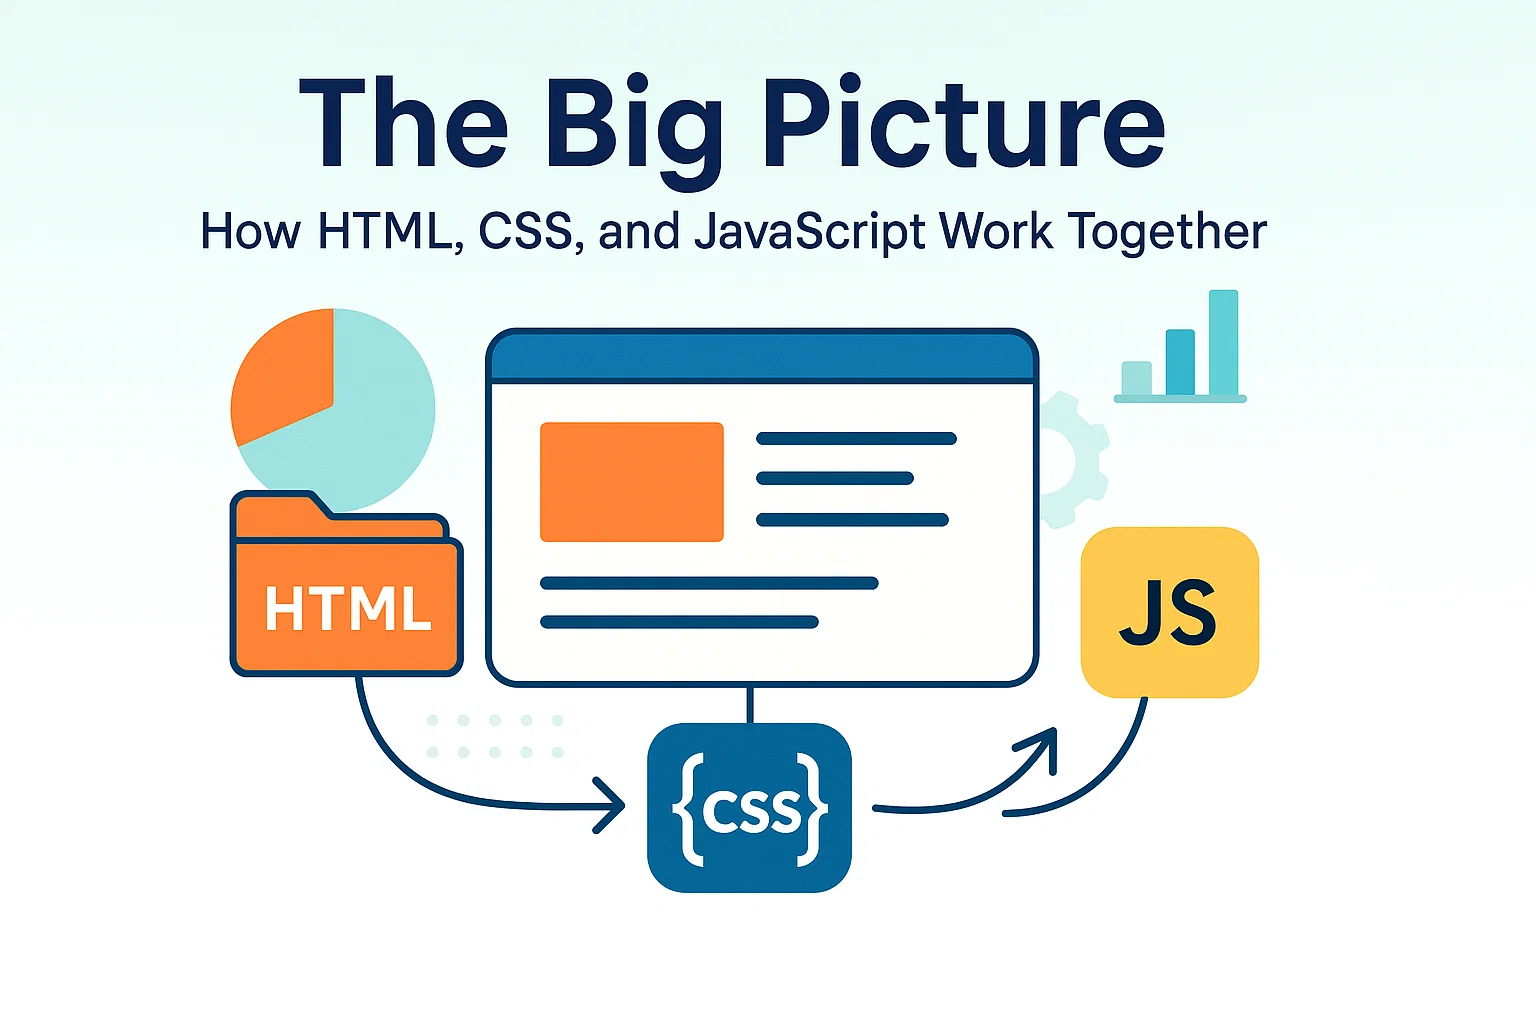 The Big Picture
How HTML, CSS, and JavaScript Work Together
HTML
JS
{CSS}